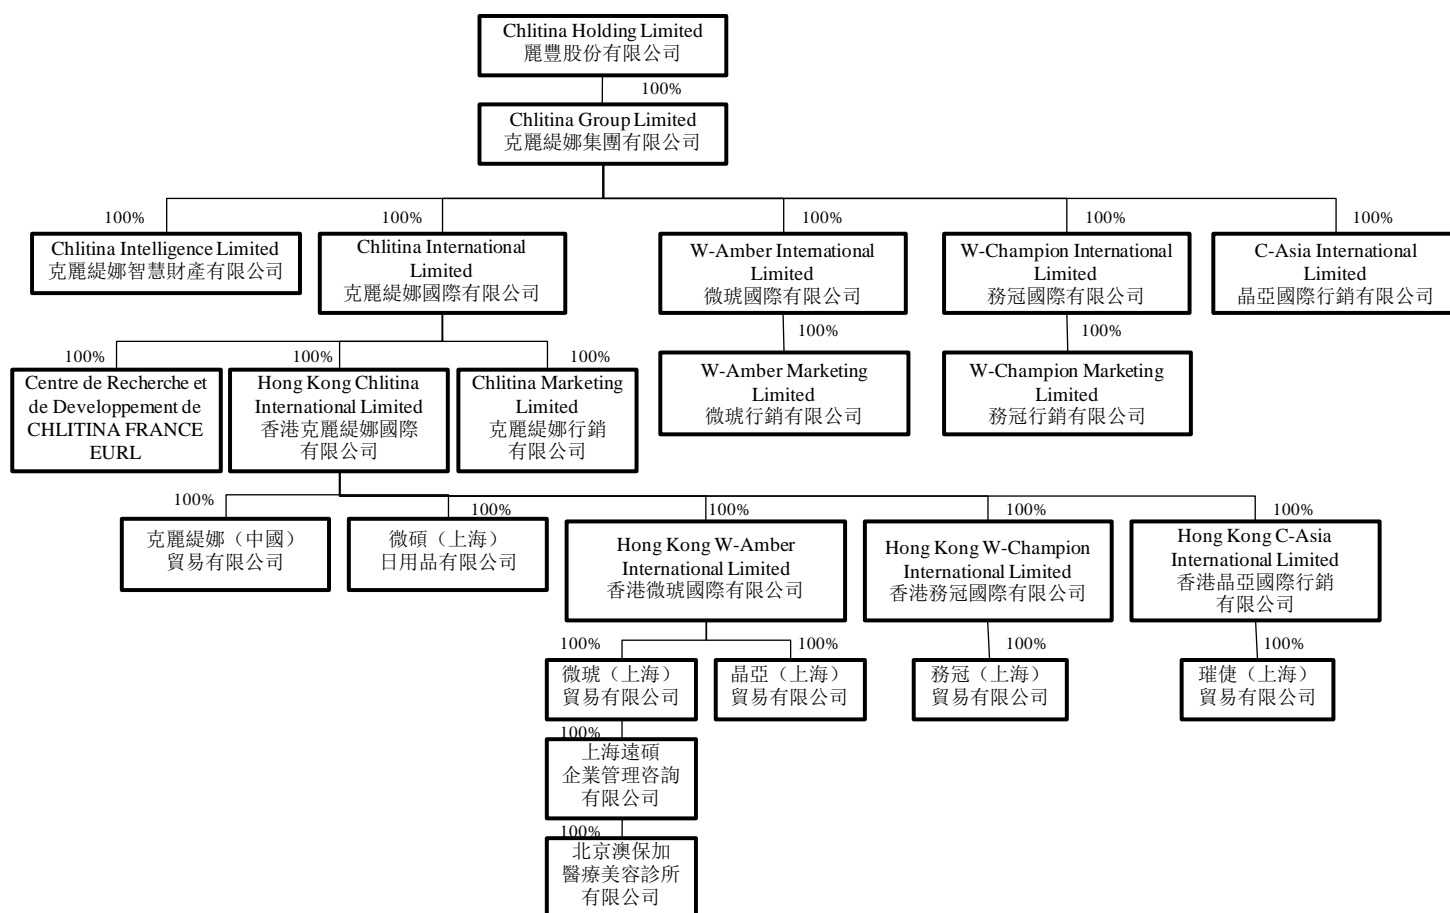 Chlitina Holding Limited
麗豐股份有限公司
100%
Chlitina Group Limited
克麗緹娜集團有限公司
100%
100%
100%
100%
100%
Chlitina Intelligence Limited
克麗緹娜智慧財產有限公司
Chlitina International
Limited
克麗緹娜國際有限公司
W-Amber International
Limited
微琥國際有限公司
W-Champion International
Limited
務冠國際有限公司
C-Asia International
Limited
晶亞國際行銷有限公司
100%
100%
100%
100%
100%
Centre de Recherche et
de Developpement de
CHLITINA FRANCE
EURL
Hong Kong Chlitina
International Limited
香港克麗緹娜國際
有限公司
Chlitina Marketing
Limited
克麗緹娜行銷
有限公司
W-Amber Marketing
Limited
微琥行銷有限公司
W-Champion Marketing
Limited
務冠行銷有限公司
100%
100%
100%
100%
100%
克麗緹娜（中國）
貿易有限公司
微碩（上海）
日用品有限公司
Hong Kong W-Amber
International Limited
香港微琥國際有限公司
Hong Kong W-Champion
International Limited
香港務冠國際有限公司
Hong Kong C-Asia
International Limited
香港晶亞國際行銷
有限公司
100%
100%
100%
100%
微琥（上海）
貿易有限公司
晶亞（上海）
貿易有限公司
務冠（上海）
貿易有限公司
璀倢（上海）
貿易有限公司
100%
上海遠碩
企業管理咨詢
有限公司
100%
北京澳保加
醫療美容診所
有限公司